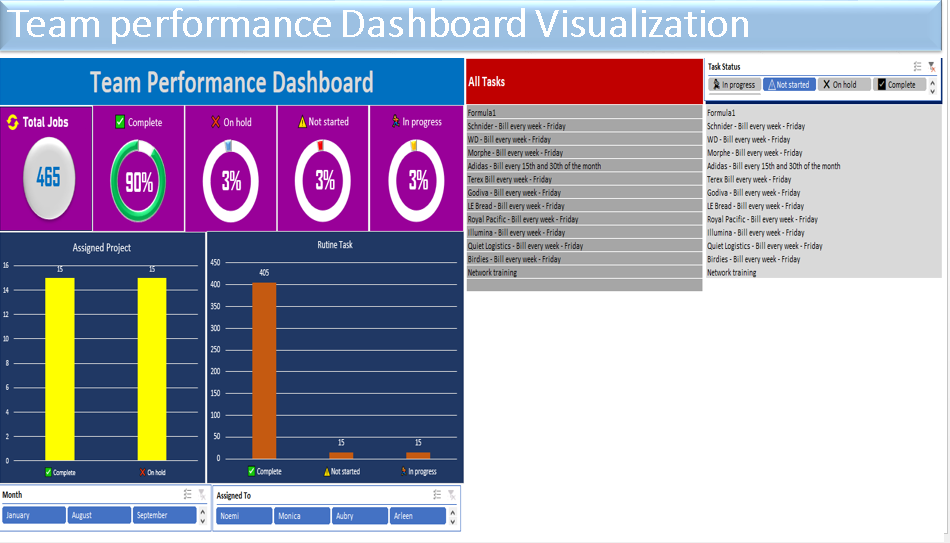 Team performance Dashboard Visualization
Team Performance Dashboard
Total Jobs
465
Complete
90%
On hold
3%
Not started
3%
In progress
3%
Assigned Project
16
14
12
10
8
6
4
2
0
15
15
Complete
On hold
Rutine Task
450
400
350
300
250
200
150
100
50
0
405
15
15
Complete
Not started
In progress
Month
January
August
September
Assigned To
Noemi
Monica
Aubry
Arleen
All Tasks
Formula1
Schnider - Bill every week - Friday
WD - Bill every week - Friday
Morphe - Bill every week - Friday
Adidas - Bill every 15th and 30th of the month
Terex Bill every week - Friday
Godiva - Bill every week - Friday
LE Bread - Bill every week - Friday
Royal Pacific - Bill every week - Friday
Illumina - Bill every week - Friday
Quiet Logistics - Bill every week - Friday
Birdies - Bill every week - Friday
Network training
Task Status
In progress
Not started
On hold
Complete
Formula1
Schnider - Bill every week - Friday
WD - Bill every week - Friday
Morphe - Bill every week - Friday
Adidas - Bill every 15th and 30th of the month
Terex Bill every week - Friday
Godiva - Bill every week - Friday
LE Bread - Bill every week - Friday
Royal Pacific - Bill every week - Friday
Illumina - Bill every week - Friday
Quiet Logistics - Bill every week - Friday
Birdies - Bill every week - Friday
Network training